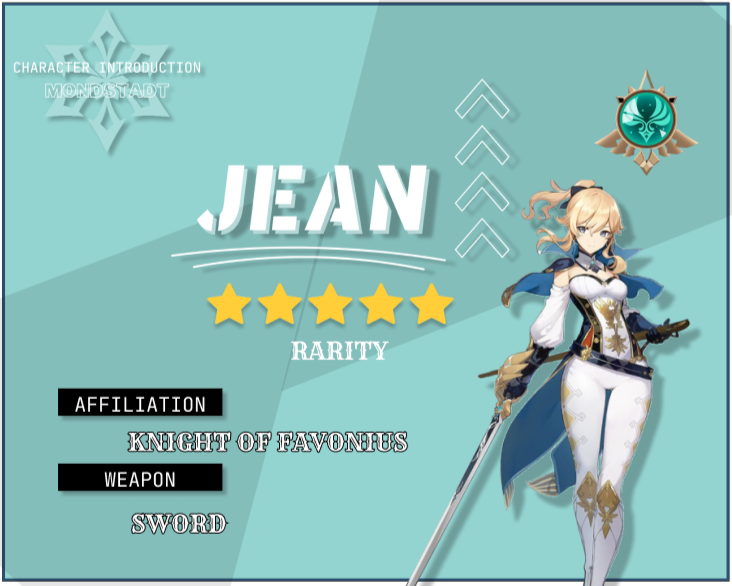 CHARACTER INTRODUCTION
MONDSTADT
JEAN
RARITY
AFFILIATION
KNIGHT OF FAVONIUS
WEAPON
SWORD